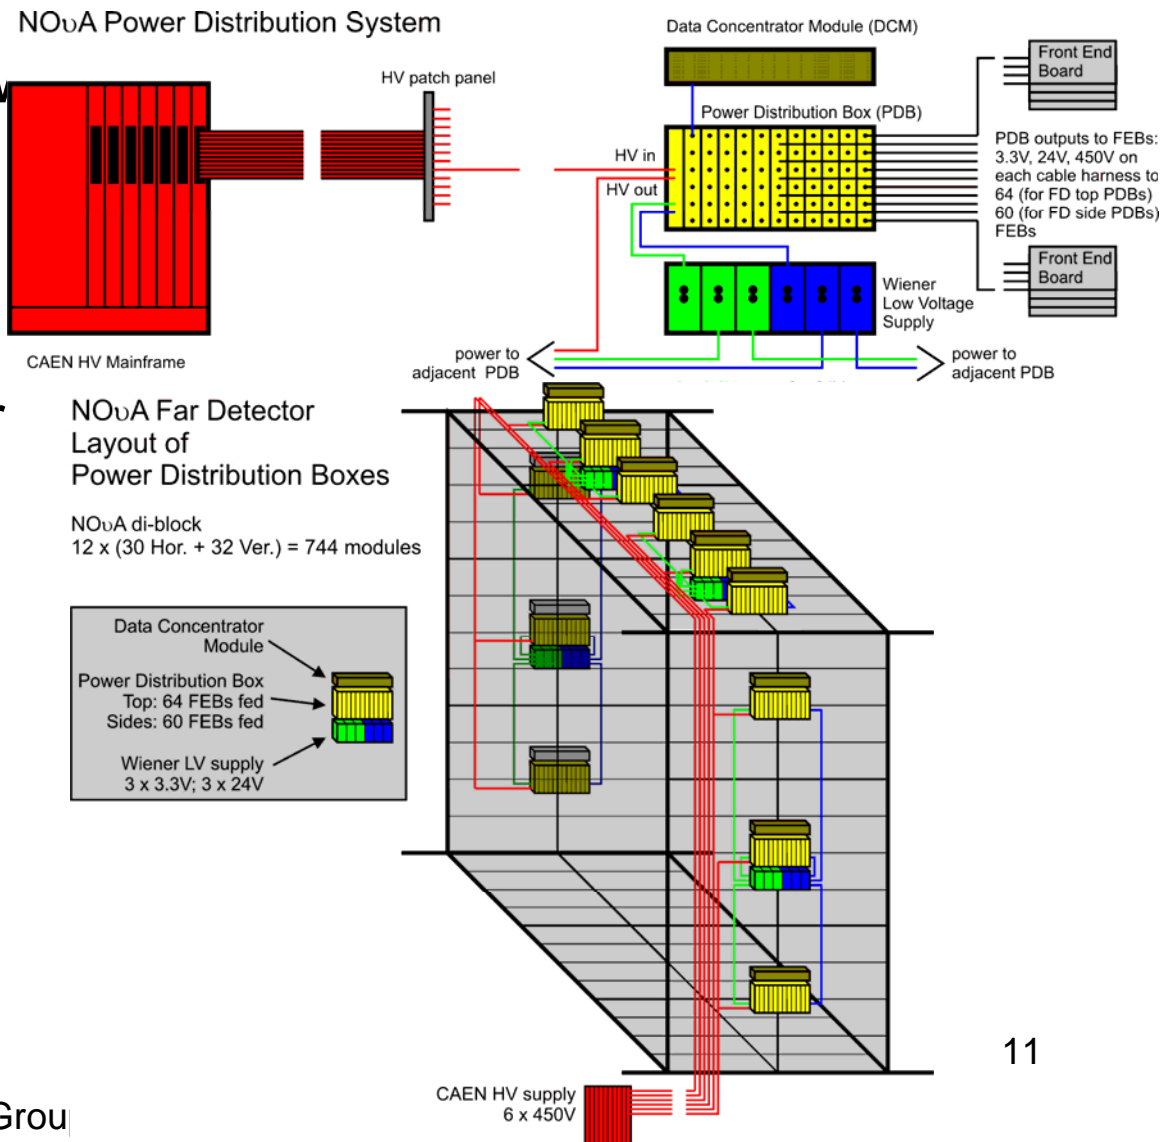 NOυA Power Distribution System
Data Concentrator Module (DCM)
HV patch panel
Front End
Board
Power Distribution Box (PDB)
PDB outputs to FEBs:
3.3V, 24V, 450V on
each cable harness to
64 (for FD top PDBs)
60 (for FD side PDBs)
FEBs
HV in
HV out
Front End
Board
Wiener
Low Voltage
Supply
CAEN HV Mainframe
power to
adjacent PDB
power to
adjacent PDB
NOυA Far Detector
Layout of
Power Distribution Boxes
NOυA di-block
12 x (30 Hor. + 32 Ver.) = 744 modules
Data Concentrator
Module
Power Distribution Box
Top: 64 FEBs fed
Sides: 60 FEBs fed
Wiener LV supply
3 x 3.3V; 3 x 24V
11
CAEN HV supply
6 x 450V
Grou